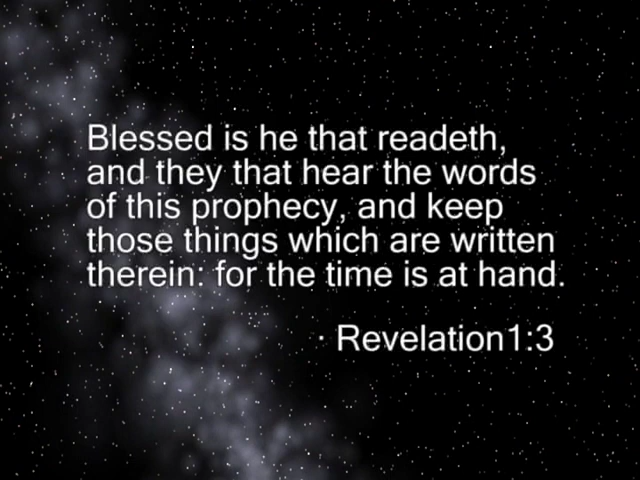 Blessed is he that readeth,
and they that hear the words
of this prophecy, and keep
those things which are written
therein: for the time is at hand.
· Revelation1:3